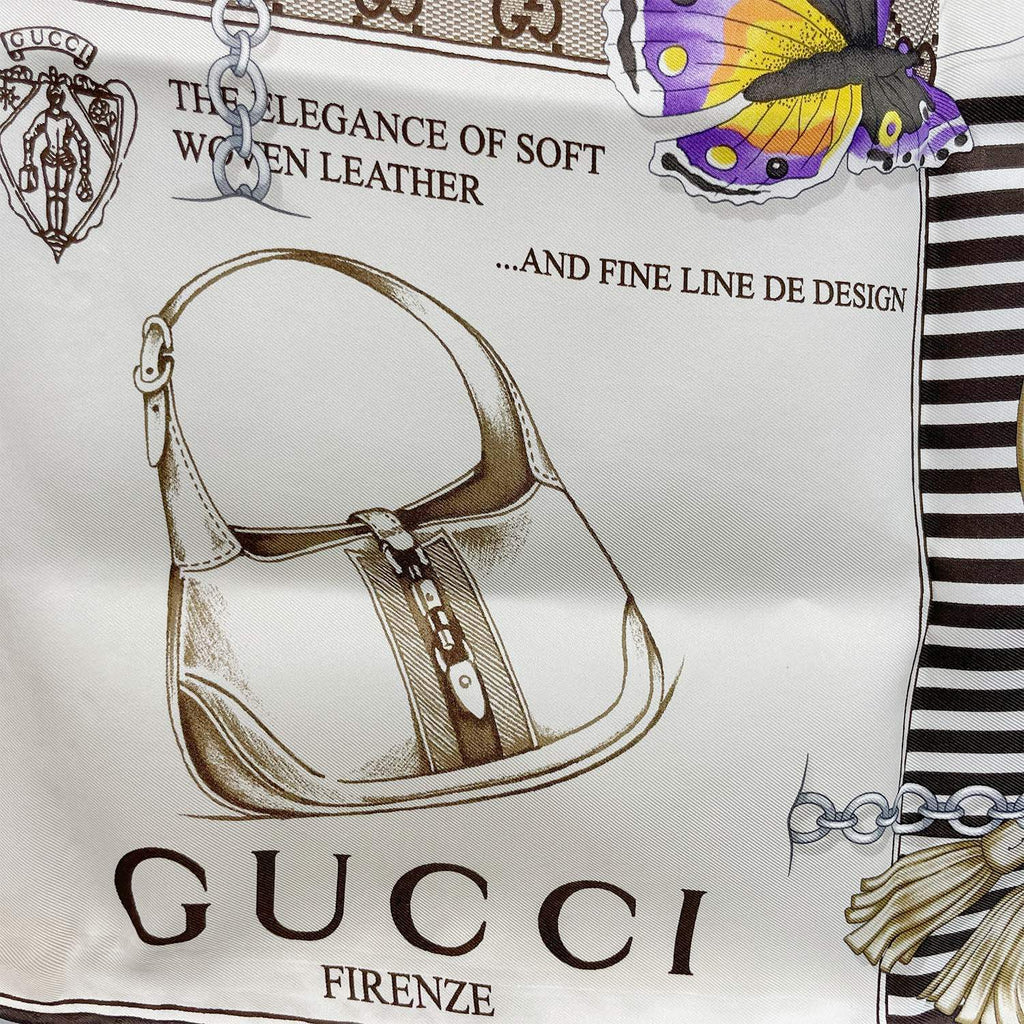 GUCCI
THE ELEGANCE OF SOFT
WOVEN LEATHER
...AND FINE LINE DE DESIGN
GUCCI
FIRENZE